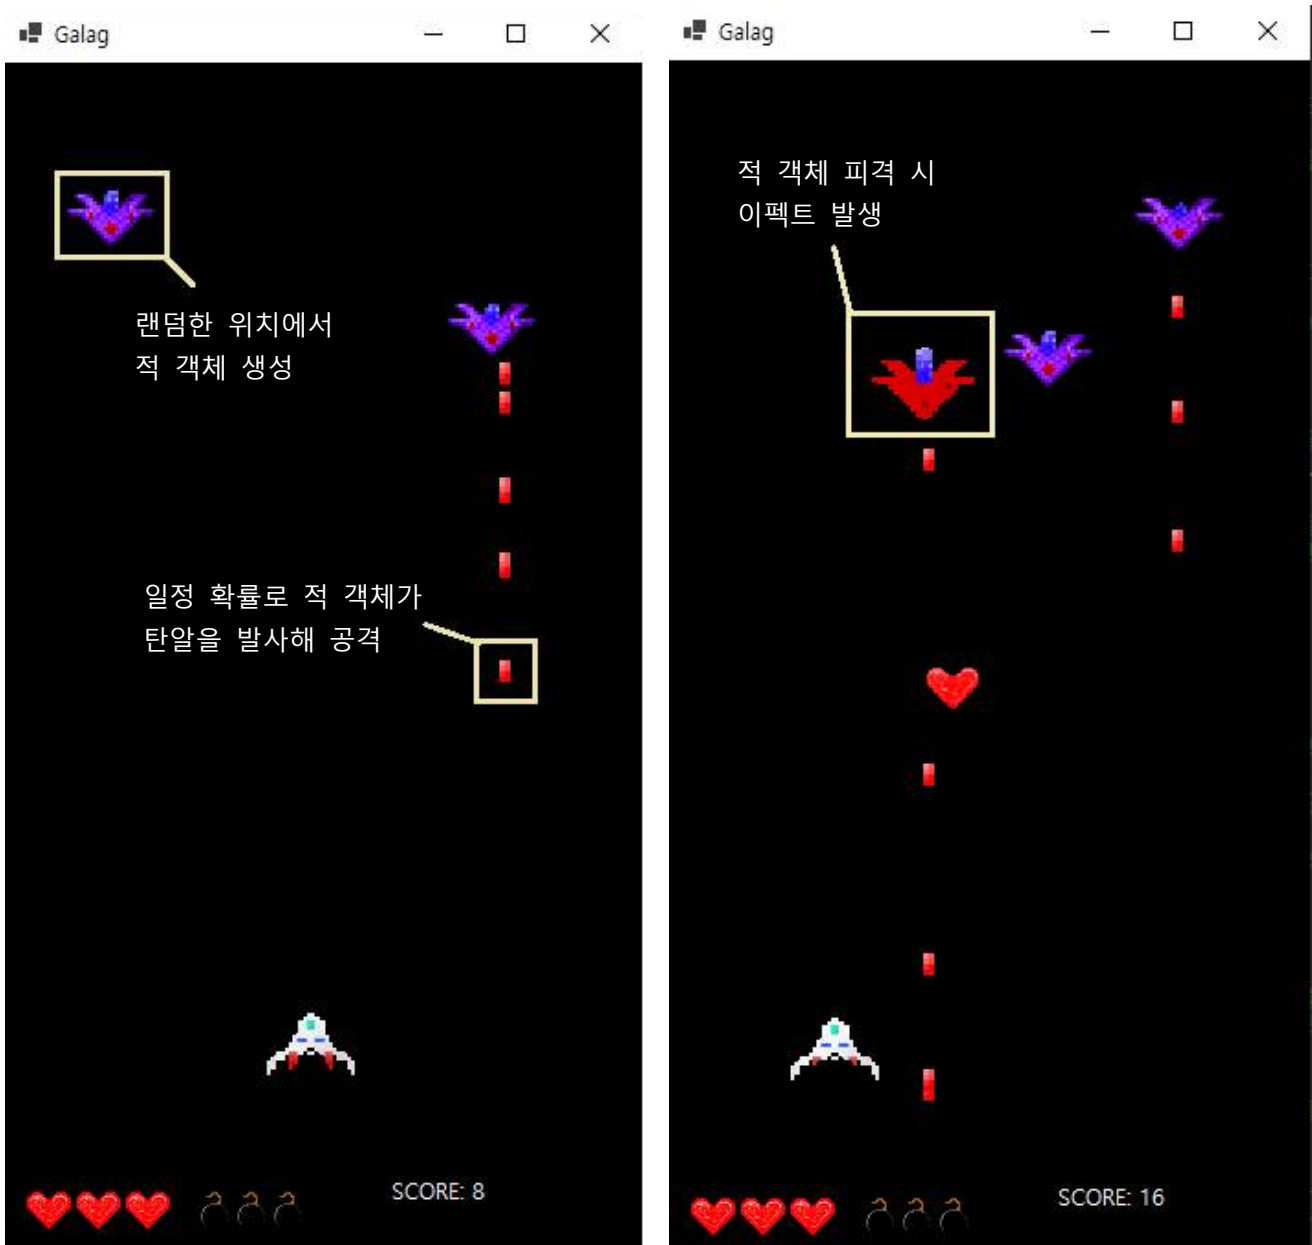 Galag
랜덤한 위치에서
적 객체 생성
일정 확률로 적 객체가
탄알을 발사해 공격
SCORE: 8
Galag
적 객체 피격 시
이펙트 발생
SCORE: 16